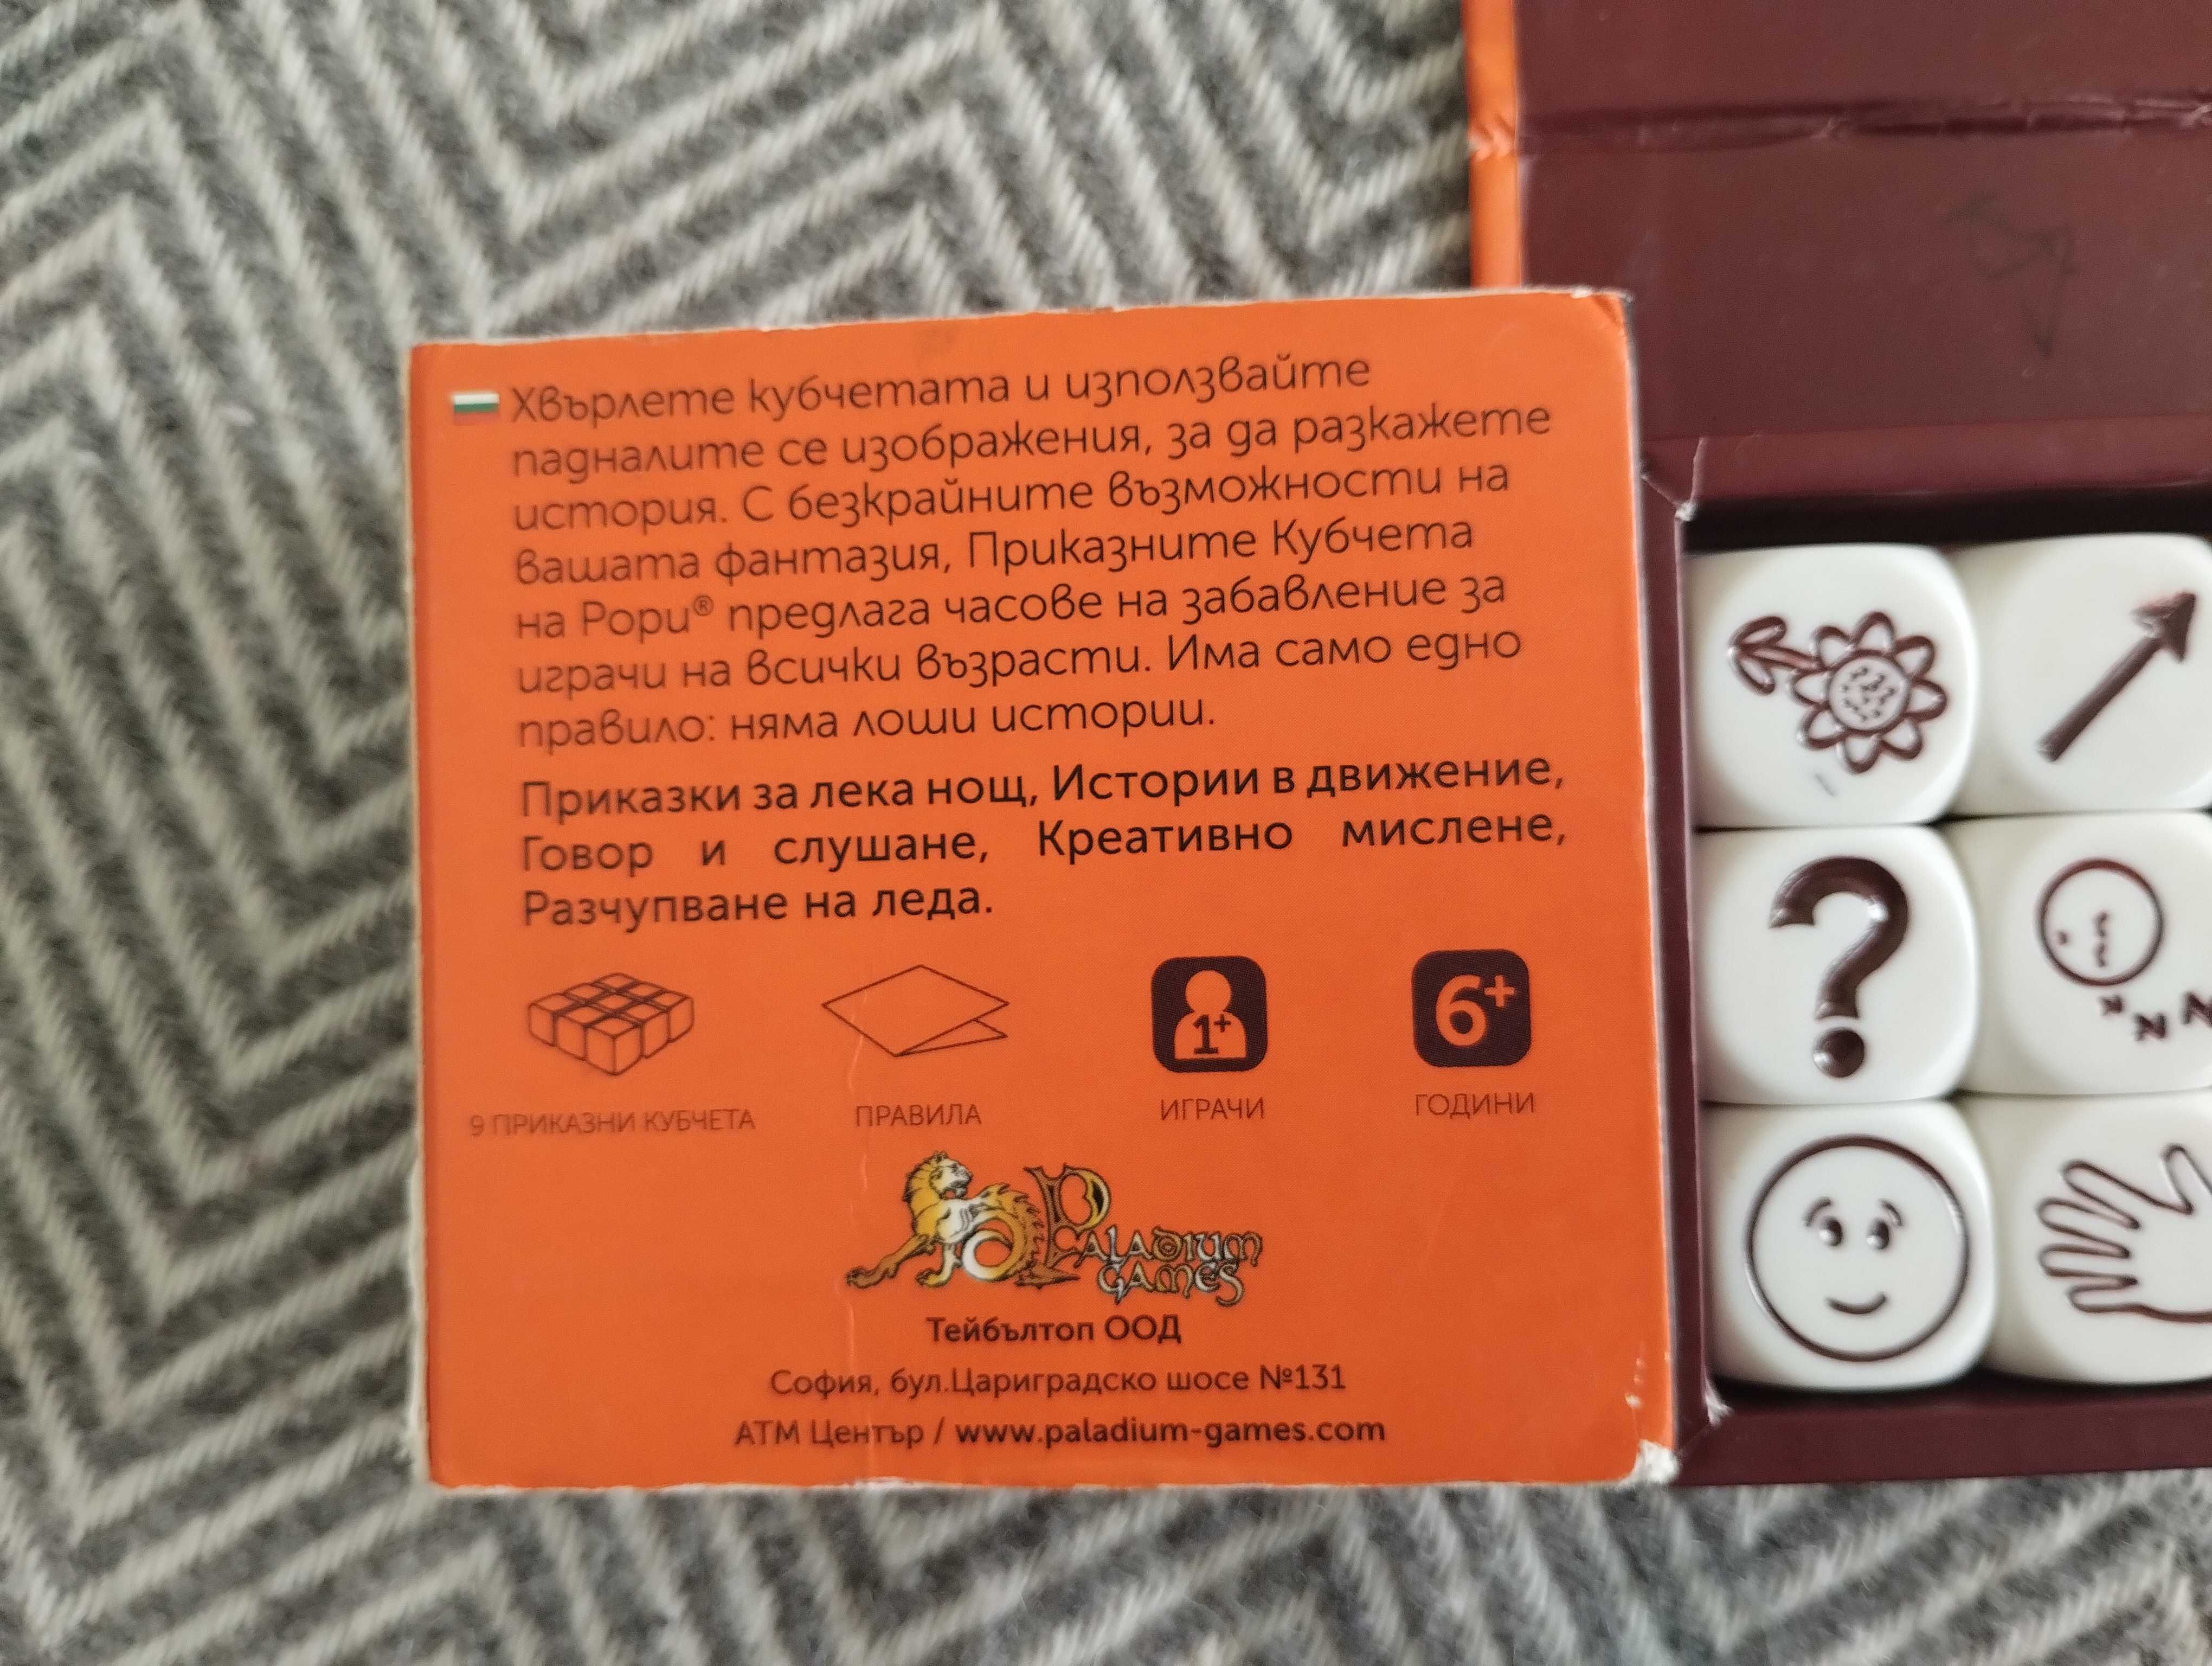 Хвърлете кубчетата и използвайте
падналите се изображения, за да разкажете
история. С безкрайните възможности на
вашата фантазия, Приказните Кубчета
на Рори® предлага часове на забавление за
играчи на всички възрасти. Има само едно
правило: няма лоши истории.
Приказки за лека нощ, Истории в движение,
Говор и слушане, Креативно мислене,
Разчупване на леда.
1+
6+
9 ПРИКАЗНИ КУБЧЕТА
ПРАВИЛА
ИГРАЧИ
ГОДИНИ
PALADIUM
GAMES
Тейбълтоп ООД
София, бул.Цариградско шосе №131
АТМ Център / www.paladium-games.com
?
z z z